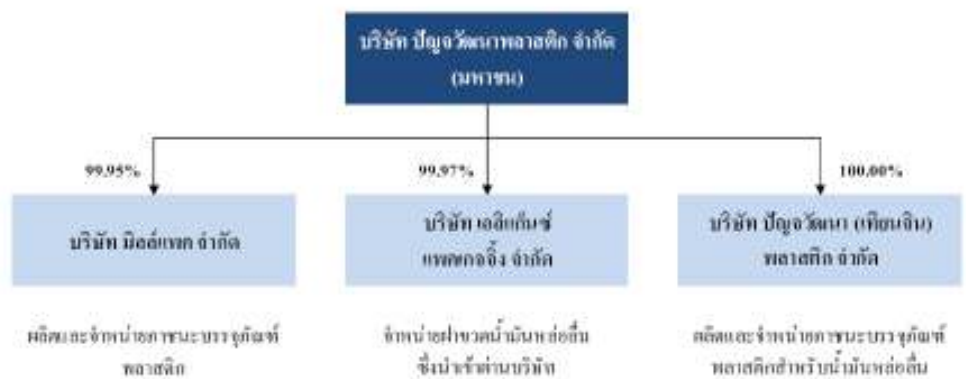 บริษัท ปัญจวัฒนาพลาสติก จำกัด
(มหาชน)
99.95%
99.97%
100.00%
บริษัท มิลล์แพค จำกัด
บริษัท เอลิแก้นซ์
แพคเกจจิ้ง จำกัด
บริษัท ปัญจวัฒนา (เทียนจิน)
พลาสติก จำกัด
ผลิตและจำหน่ายภาชนะบรรจุภัณฑ์
พลาสติก
จำหน่ายฝาขวดน้ำมันหล่อลื่น
ซึ่งนำเข้าผ่านบริษัท
ผลิตและจำหน่ายภาชนะบรรจุภัณฑ์
พลาสติกสำหรับน้ำมันหล่อลื่น